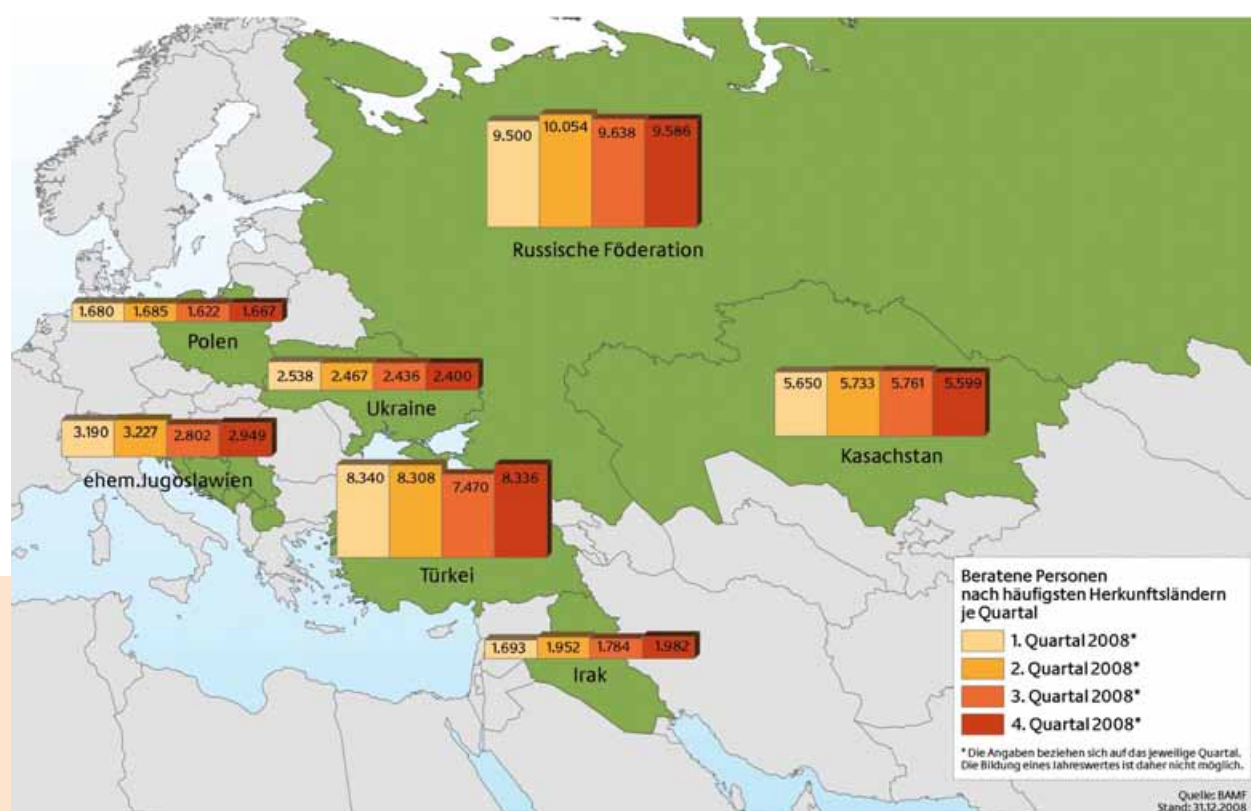 9.500 10.054 9.638 9.586
Russische Föderation
1.680 1.685 1.622 1.667
Polen
2.538 2.467 2.436 2.400
Ukraine
5.650 5.733 5.761 5.599
Kasachstan
3.190 3.227 2.802 2.949
ehem.Jugoslawien
8.340 8.308 7.470 8.336
Türkei
1.693 1.952 1.784 1.982
Irak
Beratene Personen
nach häufigsten Herkunftsländern
je Quartal
1. Quartal 2008*
2. Quartal 2008*
3. Quartal 2008*
4. Quartal 2008*
* Die Angaben beziehen sich auf das jeweilige Quartal.
Die Bildung eines Jahreswertes ist daher nicht möglich.
Quelle: BAMF
Stand: 31.12.2008